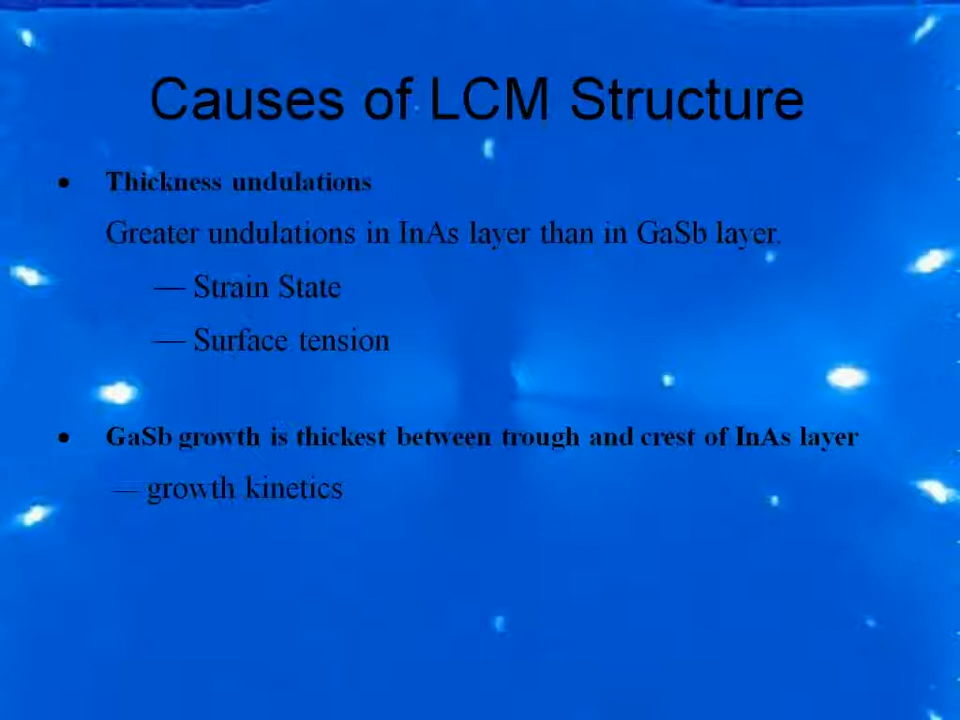 Causes of LCM Structure
• Thickness undulations
Greater undulations in InAs layer than in GaSb layer.
— Strain State
— Surface tension
• GaSb growth is thickest between trough and crest of InAs layer
— growth kinetics